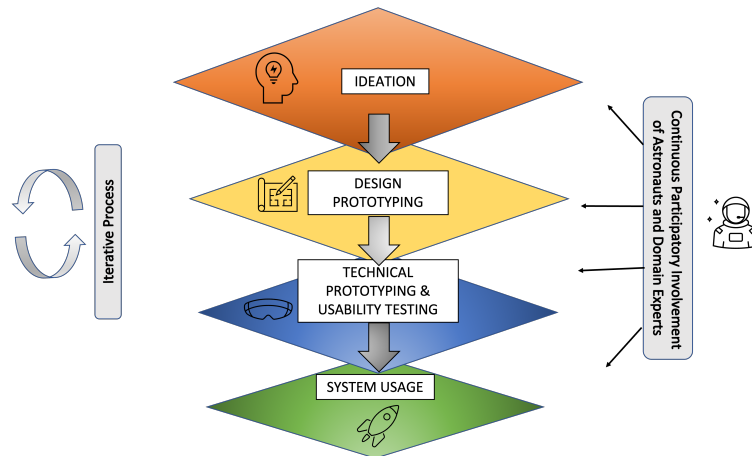 IDEATION
DESIGN
PROTOTYPING
TECHNICAL
PROTOTYPING &
USABILITY TESTING
SYSTEM USAGE
Iterative Process
Continuous Participatory Involvement
of Astronauts and Domain Experts